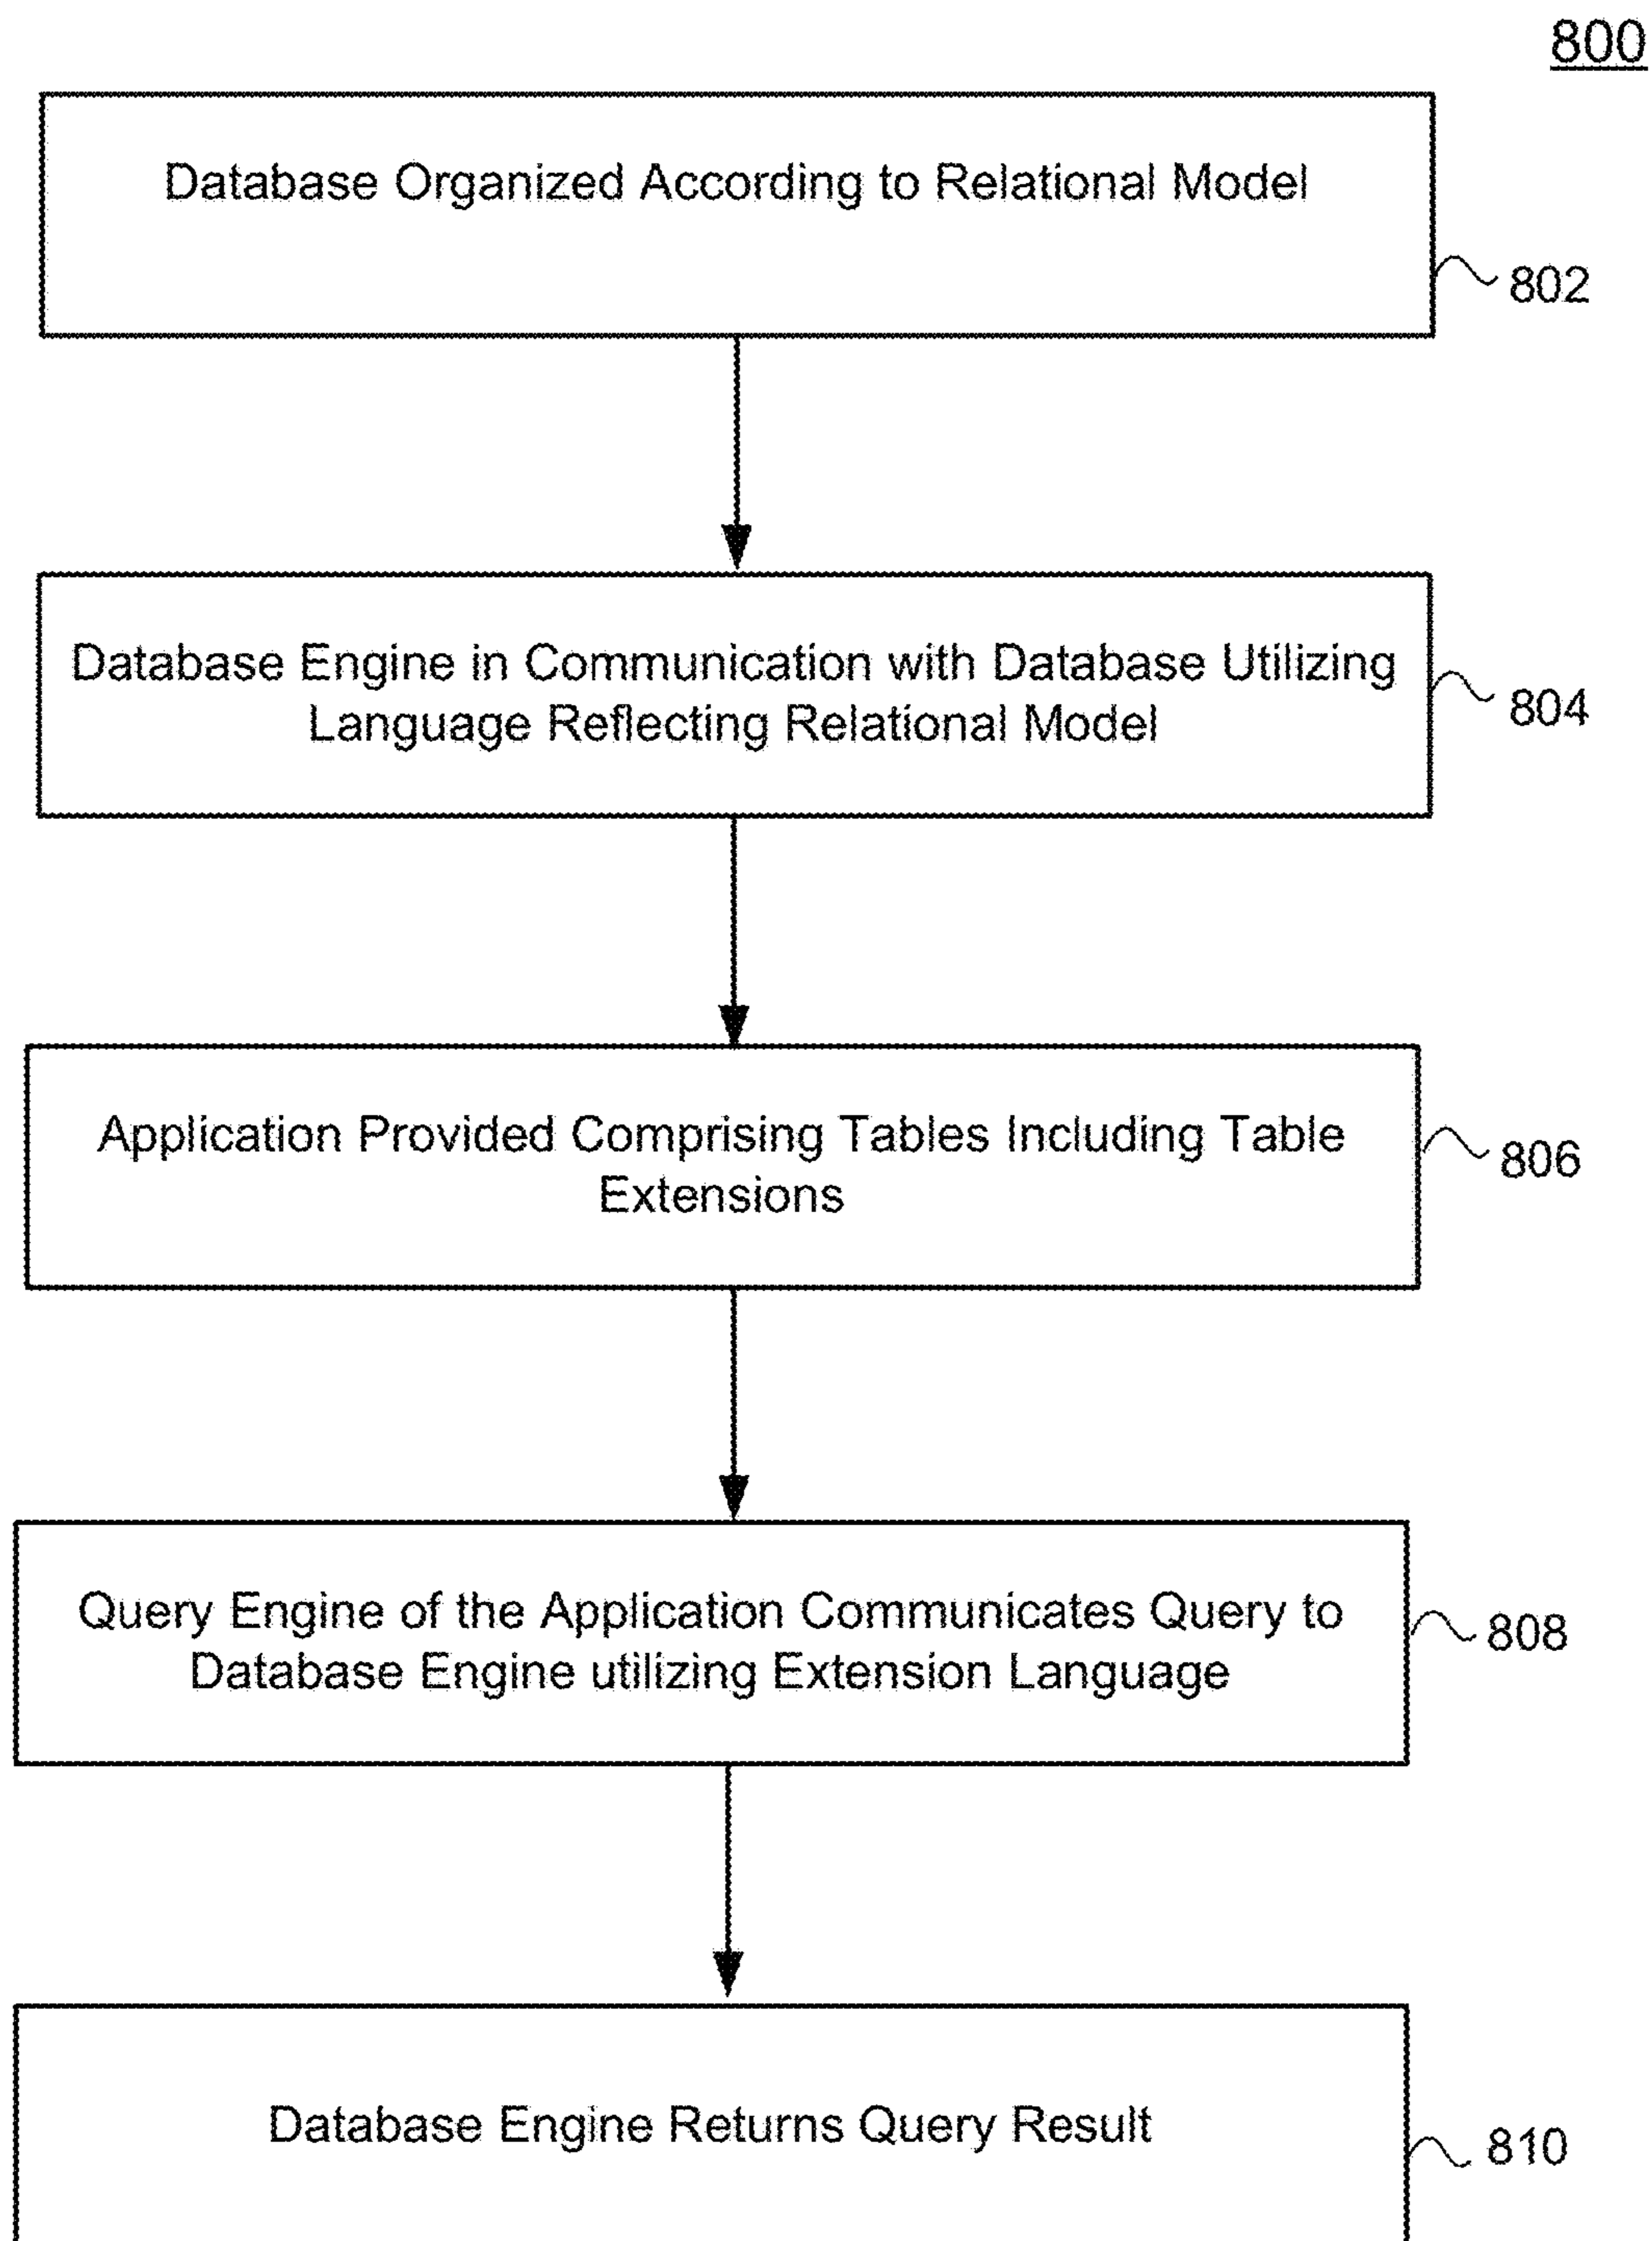 800
Database Organized According to Relational Model
802
Database Engine in Communication with Database Utilizing
Language Reflecting Relational Model
804
Application Provided Comprising Tables Including Table
Extensions
806
Query Engine of the Application Communicates Query to
Database Engine utilizing Extension Language
808
Database Engine Returns Query Result
810